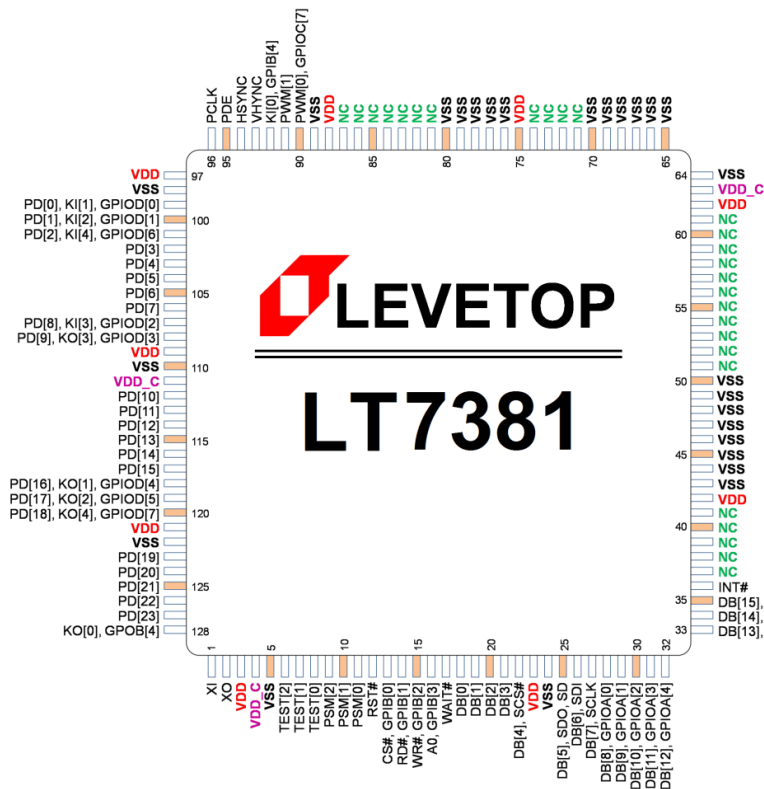 PCLK
PDE
HSYNC
VHYNC
KI[0], GPIB[4]
PWM[1]
PWM[0], GPIOC[7]
VSS
VDD
NC
NC
NC
NC
NC
NC
NC
VSS
VSS
VSS
VSS
VSS
VDD
NC
NC
NC
NC
VSS
VSS
VSS
VSS
VSS
VSS
96
95
90
85
80
75
70
65
VDD
VSS
PD[0], KI[1], GPIOD[0]
PD[1], KI[2], GPIOD[1]
PD[2], KI[4], GPIOD[6]
PD[3]
PD[4]
PD[5]
PD[6]
PD[7]
PD[8], KI[3], GPIOD[2]
PD[9], KO[3], GPIOD[3]
VDD
VSS
VDD_C
PD[10]
PD[11]
PD[12]
PD[13]
PD[14]
PD[15]
PD[16], KO[1], GPIOD[4]
PD[17], KO[2], GPIOD[5]
PD[18], KO[4], GPIOD[7]
VDD
VSS
PD[19]
PD[20]
PD[21]
PD[22]
PD[23]
KO[0], GPOB[4]
97
100
105
110
115
120
125
128
LEVETOP
LT7381
64
60
55
50
45
40
35
33
VSS
VDD_C
VDD
NC
NC
NC
NC
NC
NC
NC
NC
NC
NC
NC
VSS
VSS
VSS
VSS
VSS
VSS
VSS
VSS
VDD
NC
NC
NC
NC
NC
INT#
DB[15],
DB[14],
DB[13],
1
5
10
15
20
25
30
32
XI
XO
VDD
VDD_C
VSS
TEST[2]
TEST[1]
TEST[0]
PSM[2]
PSM[1]
PSM[0]
RST#
CS#, GPIB[0]
RD#, GPIB[1]
WR#, GPIB[2]
A0, GPIB[3]
WAIT#
DB[0]
DB[1]
DB[2]
DB[3]
DB[4], SCS#
VDD
VSS
DB[5], SDO, SD
DB[6], SDI
DB[7], SCLK
DB[8], GPIOA[0]
DB[9], GPIOA[1]
DB[10], GPIOA[2]
DB[11], GPIOA[3]
DB[12], GPIOA[4]